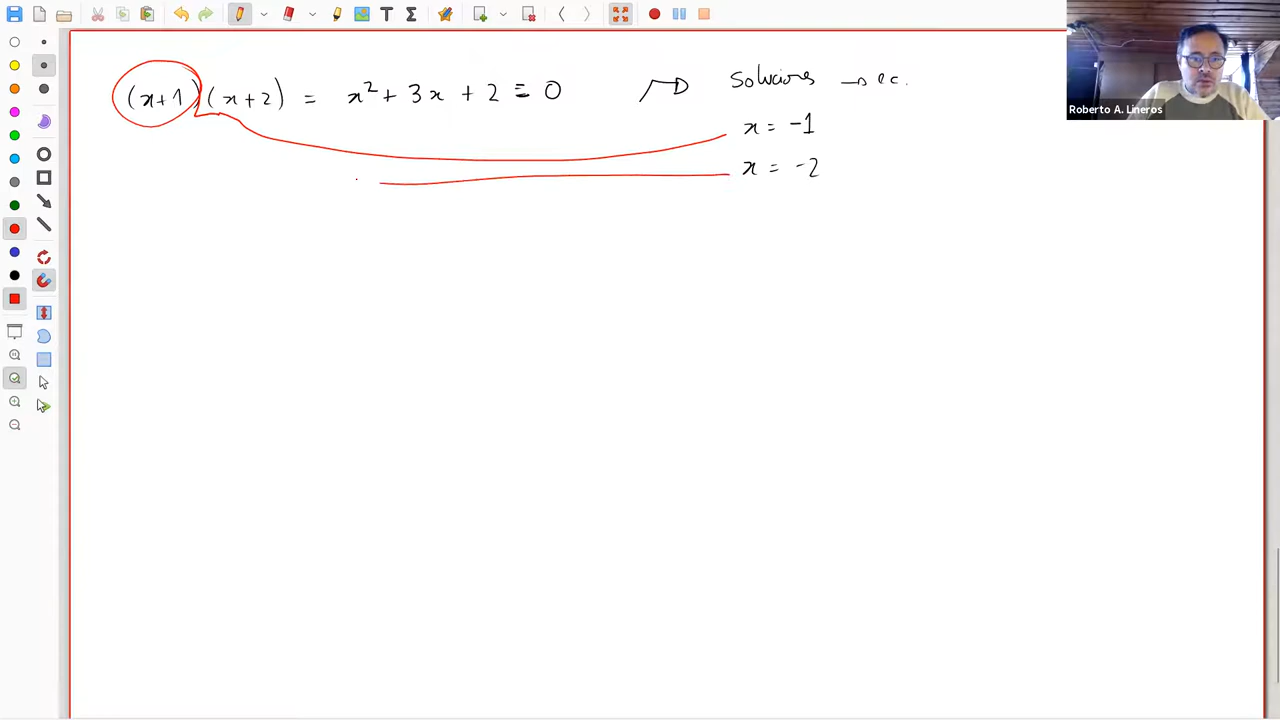 (x+1)(x+2) = x² + 3x + 2 = 0
Soluciones → ec.
x = -1
x = -2
Roberto A. Lineros